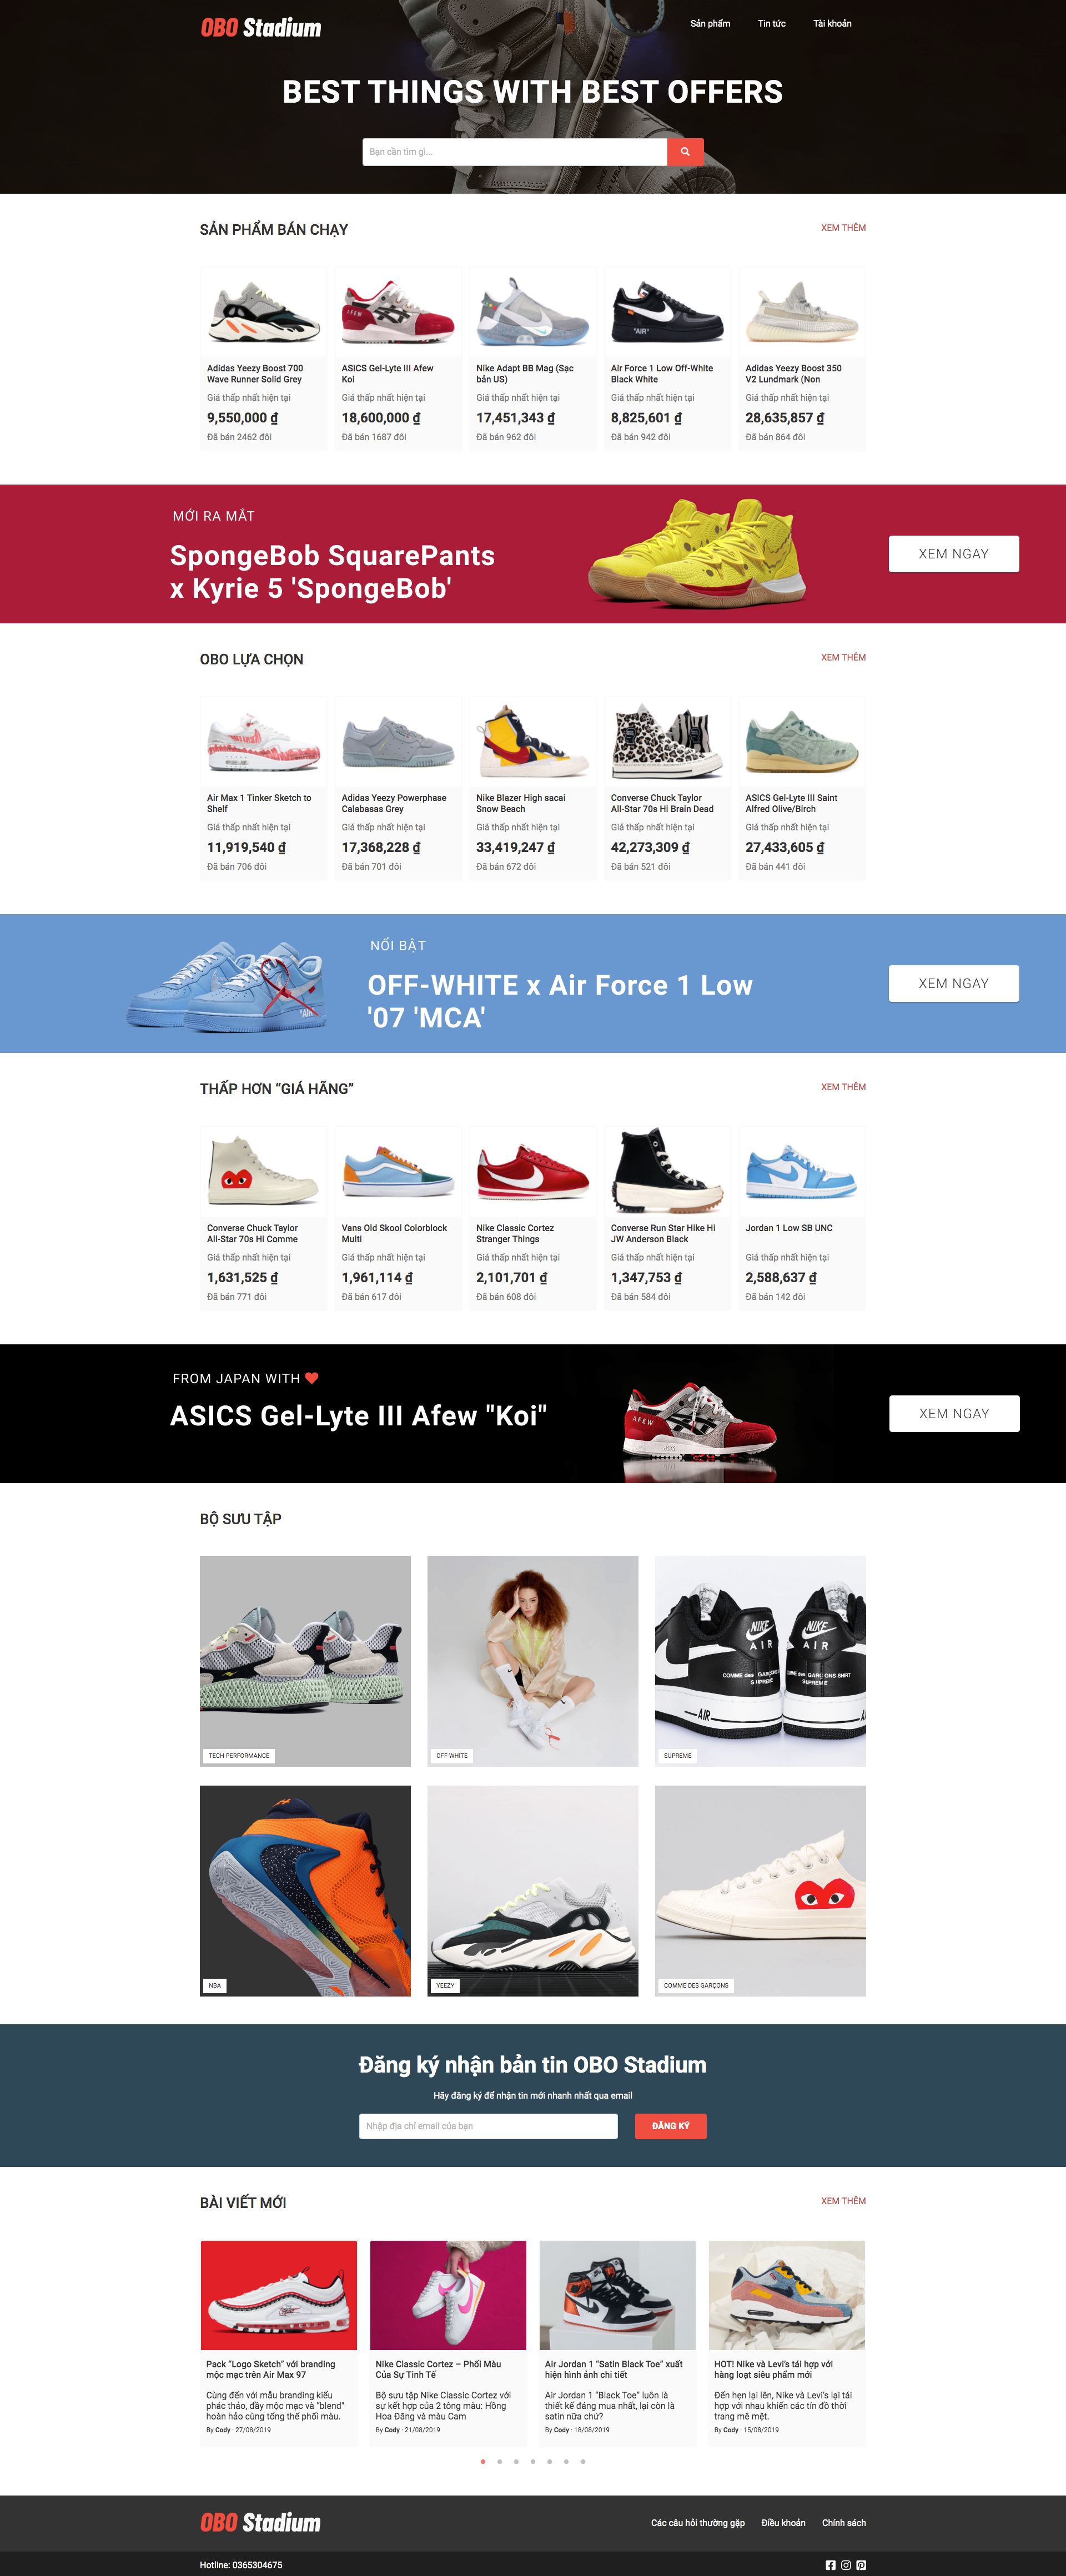 OBO Stadium
Sản phẩm
Tin tức
Tài khoản
BEST THINGS WITH BEST OFFERS
Bạn cần tìm gì...
SẢN PHẨM BÁN CHẠY
XEM THÊM
Adidas Yeezy Boost 700
Wave Runner Solid Grey
Giá thấp nhất hiện tại
9,550,000 ₫
Đã bán 2462 đôi
ASICS Gel-Lyte III Afew
Koi
Giá thấp nhất hiện tại
18,600,000 ₫
Đã bán 1687 đôi
Nike Adapt BB Mag (Sạc
bản US)
Giá thấp nhất hiện tại
17,451,343 ₫
Đã bán 962 đôi
"AIR"
Air Force 1 Low Off-White
Black White
Giá thấp nhất hiện tại
8,825,601 ₫
Đã bán 942 đôi
Adidas Yeezy Boost 350
V2 Lundmark (Non
Giá thấp nhất hiện tại
28,635,857 ₫
Đã bán 864 đôi
MỚI RA MẮT
SpongeBob SquarePants
x Kyrie 5 'SpongeBob'
XEM NGAY
OBO LỰA CHỌN
XEM THÊM
Air Max 1 Tinker Sketch to
Shelf
Giá thấp nhất hiện tại
11,919,540 ₫
Đã bán 706 đôi
Adidas Yeezy Powerphase
Calabasas Grey
Giá thấp nhất hiện tại
17,368,228 ₫
Đã bán 701 đôi
Nike Blazer High sacai
Snow Beach
Giá thấp nhất hiện tại
33,419,247 ₫
Đã bán 672 đôi
Converse Chuck Taylor
All-Star 70s Hi Brain Dead
Giá thấp nhất hiện tại
42,273,309 ₫
Đã bán 521 đôi
ASICS Gel-Lyte III Saint
Alfred Olive/Birch
Giá thấp nhất hiện tại
27,433,605 ₫
Đã bán 441 đôi
NỔI BẬT
OFF-WHITE x Air Force 1 Low
'07 'MCA'
"AIR"
XEM NGAY
THẤP HƠN “GIÁ HÃNG”
XEM THÊM
Converse Chuck Taylor
All-Star 70s Hi Comme
Giá thấp nhất hiện tại
1,631,525 ₫
Đã bán 771 đôi
Vans Old Skool Colorblock
Multi
Giá thấp nhất hiện tại
1,961,114 ₫
Đã bán 617 đôi
Nike Classic Cortez
Stranger Things
Giá thấp nhất hiện tại
2,101,701 ₫
Đã bán 608 đôi
Converse Run Star Hike Hi
JW Anderson Black
Giá thấp nhất hiện tại
1,347,753 ₫
Đã bán 584 đôi
Jordan 1 Low SB UNC
Giá thấp nhất hiện tại
2,588,637 ₫
Đã bán 142 đôi
FROM JAPAN WITH
ASICS Gel-Lyte III Afew "Koi"
AFEW
XEM NGAY
BỘ SƯU TẬP
TECH PERFORMANCE
OFF-WHITE
NIKE
AIR
COMME des GARÇONS
SUPREME
AIR
NIKE
AIR
des GARÇONS SHIRT
SUPREME
AIR
SUPREME
NBA
YEEZY
COMME DES GARÇONS
Đăng ký nhận bản tin OBO Stadium
Hãy đăng ký để nhận tin mới nhanh nhất qua email
Nhập địa chỉ email của bạn
ĐĂNG KÝ
BÀI VIẾT MỚI
XEM THÊM
Pack “Logo Sketch” với branding
mộc mạc trên Air Max 97
Cùng đến với mẫu branding kiểu
phác thảo, đầy mộc mạc và "blend"
hoàn hảo cùng tổng thể phối màu.
By Cody · 27/08/2019
Nike Classic Cortez – Phối Màu
Của Sự Tinh Tế
Bộ sưu tập Nike Classic Cortez với
sự kết hợp của 2 tông màu: Hồng
Hoa Đăng và màu Cam
By Cody · 21/08/2019
Air Jordan 1 “Satin Black Toe” xuất
hiện hình ảnh chi tiết
Air Jordan 1 “Black Toe” luôn là
thiết kế đáng mua nhất, lại còn là
satin nữa chứ?
By Cody · 18/08/2019
HOT! Nike và Levi’s tái hợp với
hàng loạt siêu phẩm mới
Đến hẹn lại lên, Nike và Levi's lại tái
hợp với nhau khiến các tín đồ thời
trang mê mệt.
By Cody · 15/08/2019
OBO Stadium
Các câu hỏi thường gặp
Điều khoản
Chính sách
Hotline: 0365304675